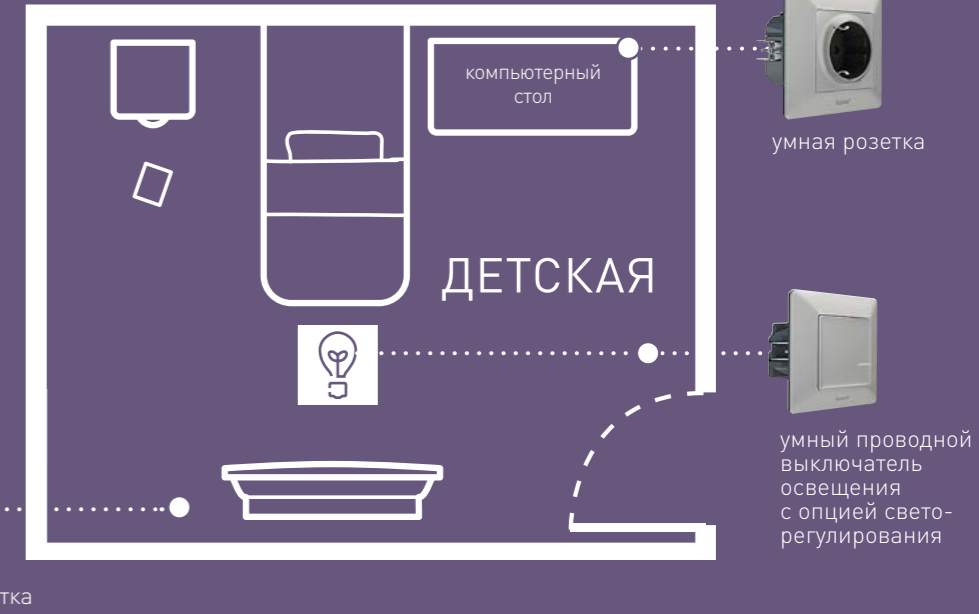 компьютерный
стол
умная розетка
ДЕТСКАЯ
умный проводной
выключатель
освещения
с опцией свето-
регулирования
тка